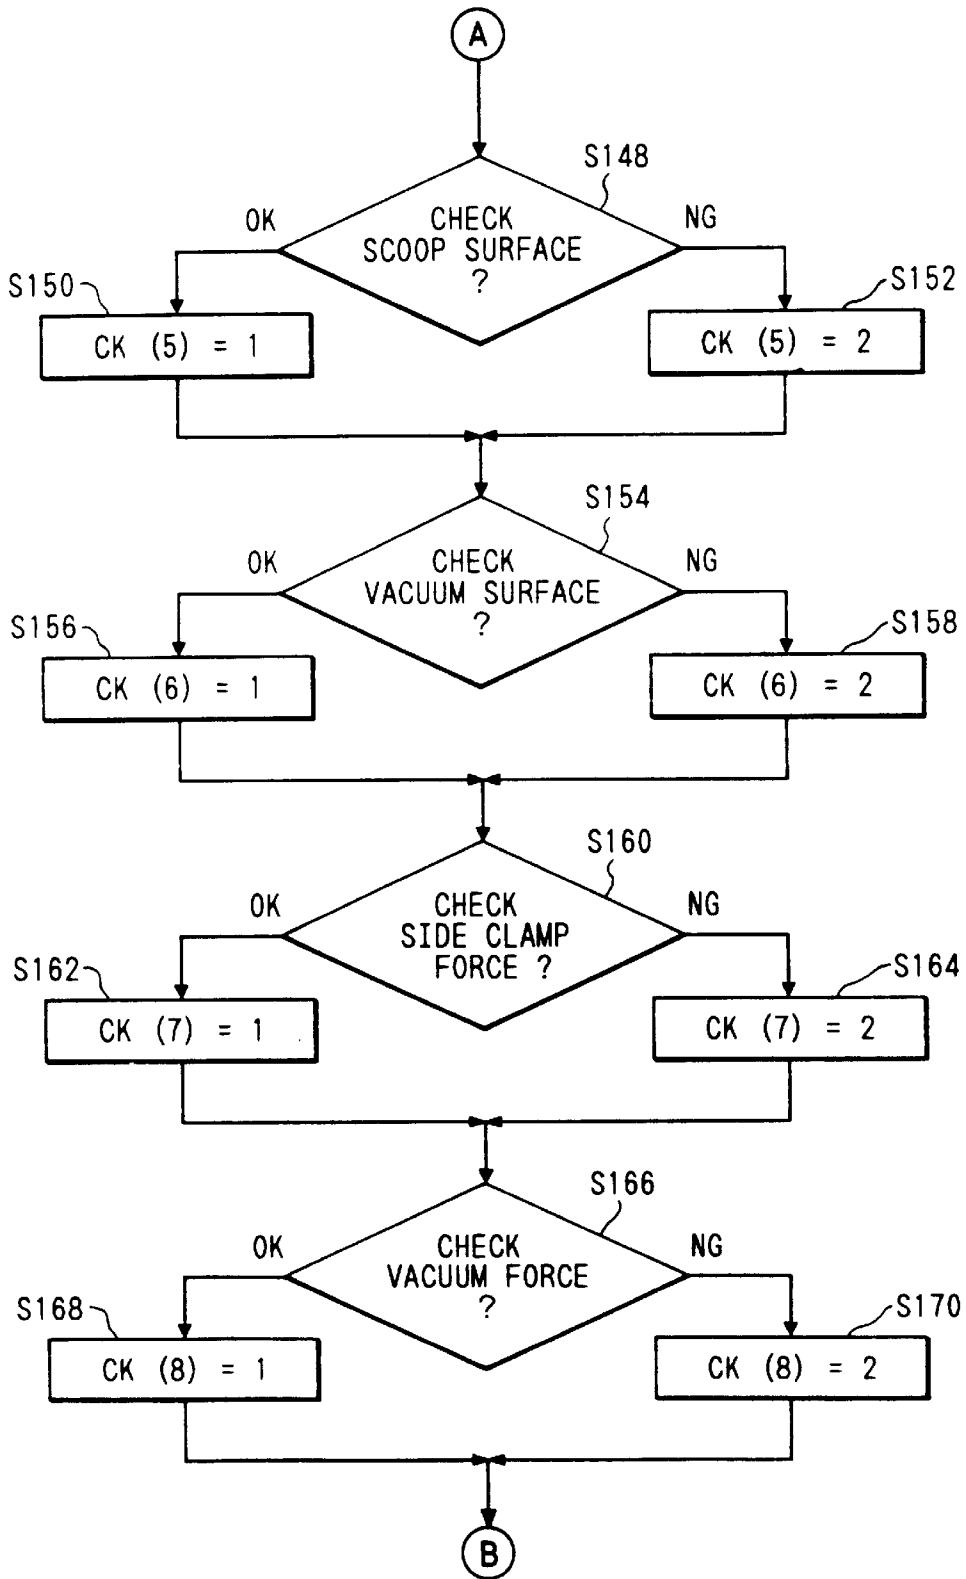 A
S148
OK
NG
CHECK
SCOOP SURFACE
?
S150
S152
CK (5) = 1
CK (5) = 2
S154
OK
NG
CHECK
VACUUM SURFACE
?
S156
S158
CK (6) = 1
CK (6) = 2
S160
OK
NG
CHECK
SIDE CLAMP
FORCE ?
S162
S164
CK (7) = 1
CK (7) = 2
S166
OK
NG
CHECK
VACUUM FORCE
?
S168
S170
CK (8) = 1
CK (8) = 2
B